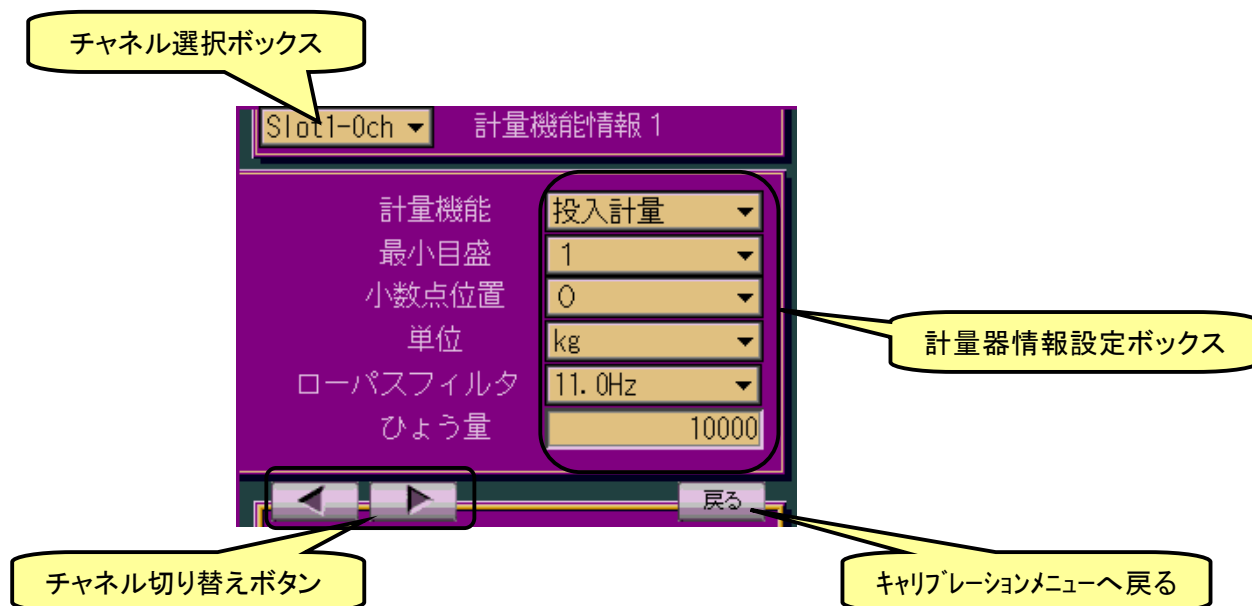 チャネル選択ボックス
Slot1-0ch
計量機能情報1
計量機能 投入計量
最小目盛 1
小数点位置 0
単位 kg
ローパスフィルタ 11.0Hz
ひょう量 10000
計量器情報設定ボックス
戻る
チャネル切り替えボタン
ｷｬﾘﾌﾞﾚｰｼｮﾝﾒﾆｭｰへ戻る